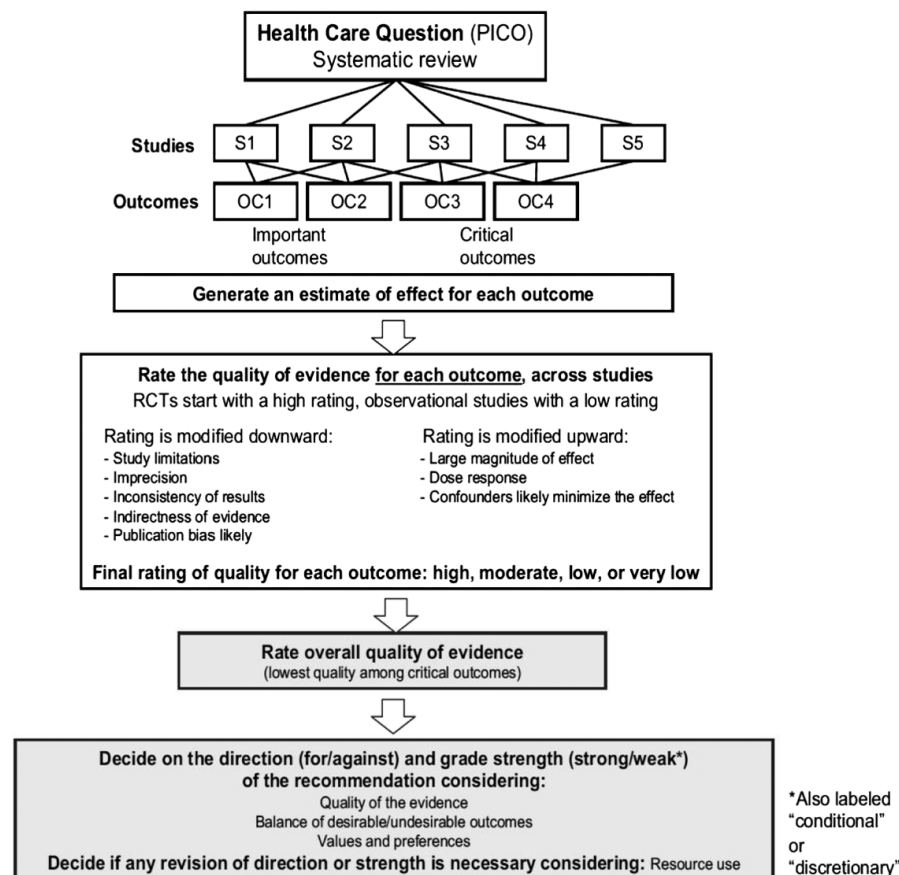 Health Care Question (PICO)
Systematic review
Studies
S1 S2 S3 S4 S5
Outcomes
OC1 OC2 OC3 OC4
Important
outcomes
Critical
outcomes
Generate an estimate of effect for each outcome
Rate the quality of evidence for each outcome, across studies
RCTs start with a high rating, observational studies with a low rating
Rating is modified downward:
- Study limitations
- Imprecision
- Inconsistency of results
- Indirectness of evidence
- Publication bias likely
Rating is modified upward:
- Large magnitude of effect
- Dose response
- Confounders likely minimize the effect
Final rating of quality for each outcome: high, moderate, low, or very low
Rate overall quality of evidence
(lowest quality among critical outcomes)
Decide on the direction (for/against) and grade strength (strong/weak*)
of the recommendation considering:
Quality of the evidence
Balance of desirable/undesirable outcomes
Values and preferences
Decide if any revision of direction or strength is necessary considering: Resource use
*Also labeled
“conditional”
or
“discretionary”